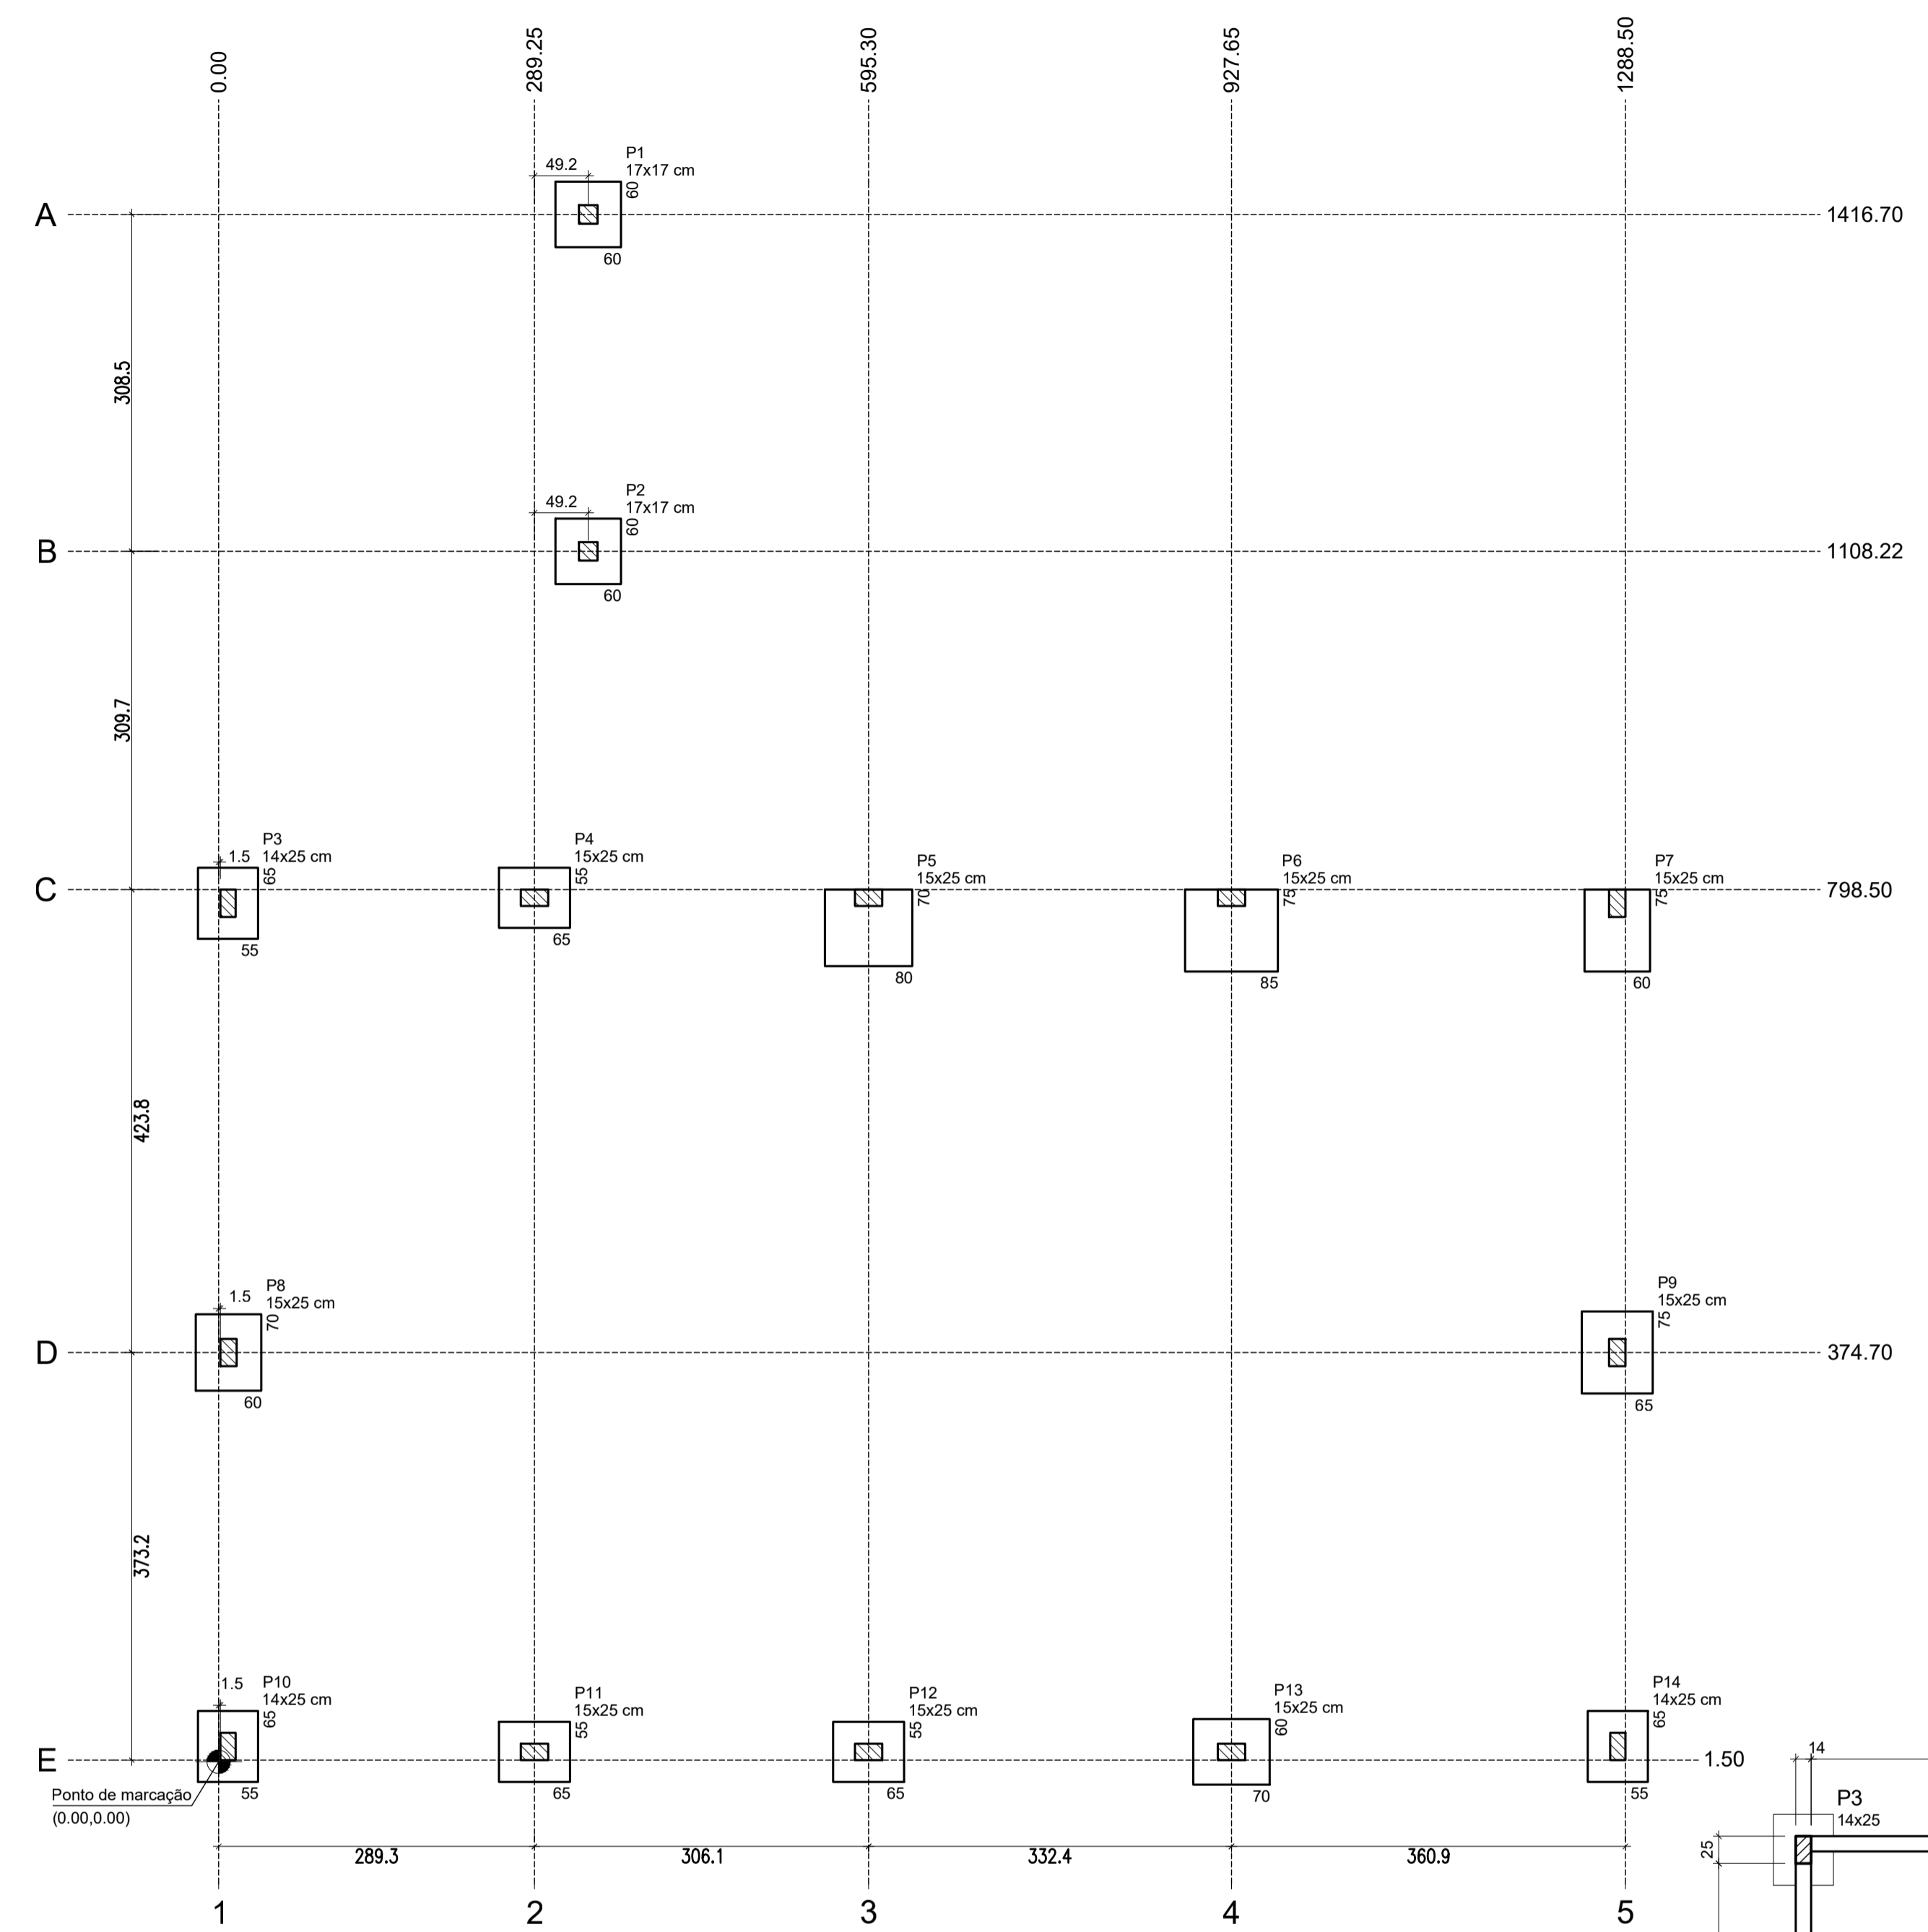 0.00
289.25
595.30
927.65
1288.50
P1
17x17 cm
49.2
60
60
A
1416.70
308.5
P2
17x17 cm
49.2
60
60
B
1108.22
309.7
P3
14x25 cm
1.5
65
55
P4
15x25 cm
55
65
P5
15x25 cm
70
80
P6
15x25 cm
75
85
P7
15x25 cm
75
60
C
798.50
423.8
P8
15x25 cm
1.5
70
60
P9
15x25 cm
75
65
D
374.70
373.2
P10
14x25 cm
1.5
65
55
P11
15x25 cm
55
65
P12
15x25 cm
55
65
P13
15x25 cm
60
70
P14
14x25 cm
65
55
E
1.50
Ponto de marcação
(0.00,0.00)
289.3
306.1
332.4
360.9
1
2
3
4
5
14
P3
14x25
25